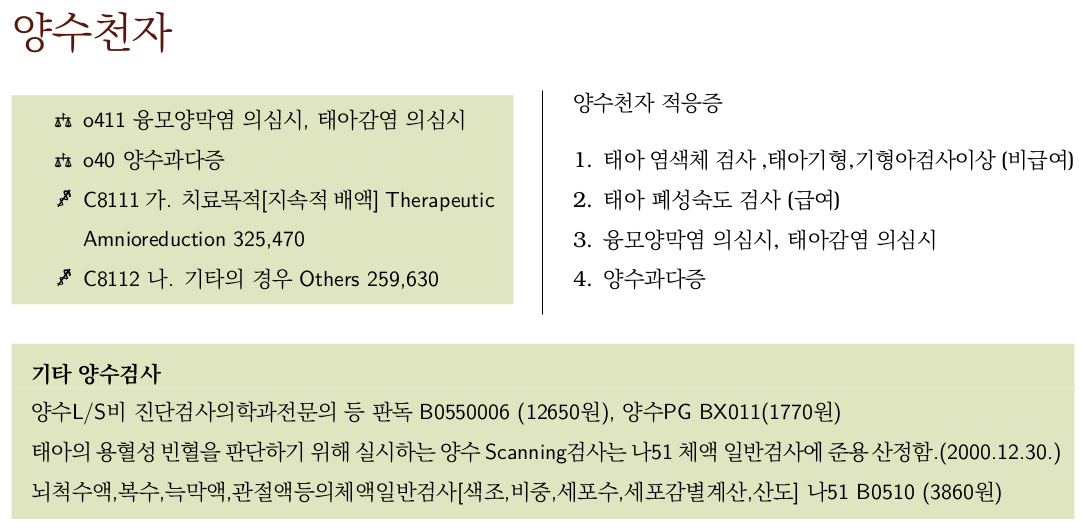 양수천자
o411 융모양막염 의심시, 태아감염 의심시
o40 양수과다증
C8111 가. 치료목적[지속적 배액] Therapeutic
Amnioreduction 325,470
C8112 나. 기타의 경우 Others 259,630
양수천자 적응증
1. 태아 염색체 검사 ,태아기형,기형아검사이상 (비급여)
2. 태아 폐성숙도 검사 (급여)
3. 융모양막염 의심시, 태아감염 의심시
4. 양수과다증
기타 양수검사
양수L/S비 진단검사의학과전문의 등 판독 B0550006 (12650원), 양수PG BX011(1770원)
태아의 용혈성 빈혈을 판단하기 위해 실시하는 양수 Scanning검사는 나51 체액 일반검사에 준용 산정함.(2000.12.30.)
뇌척수액,복수,늑막액,관절액등의체액일반검사[색조,비중,세포수,세포감별계산,산도] 나51 B0510 (3860원)